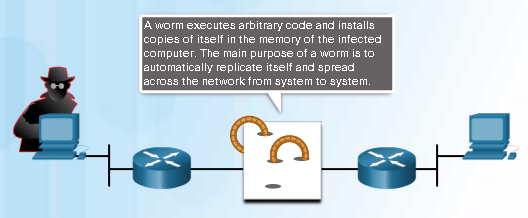 A worm executes arbitrary code and installs
copies of itself in the memory of the infected
computer. The main purpose of a worm is to
automatically replicate itself and spread
across the network from system to system.